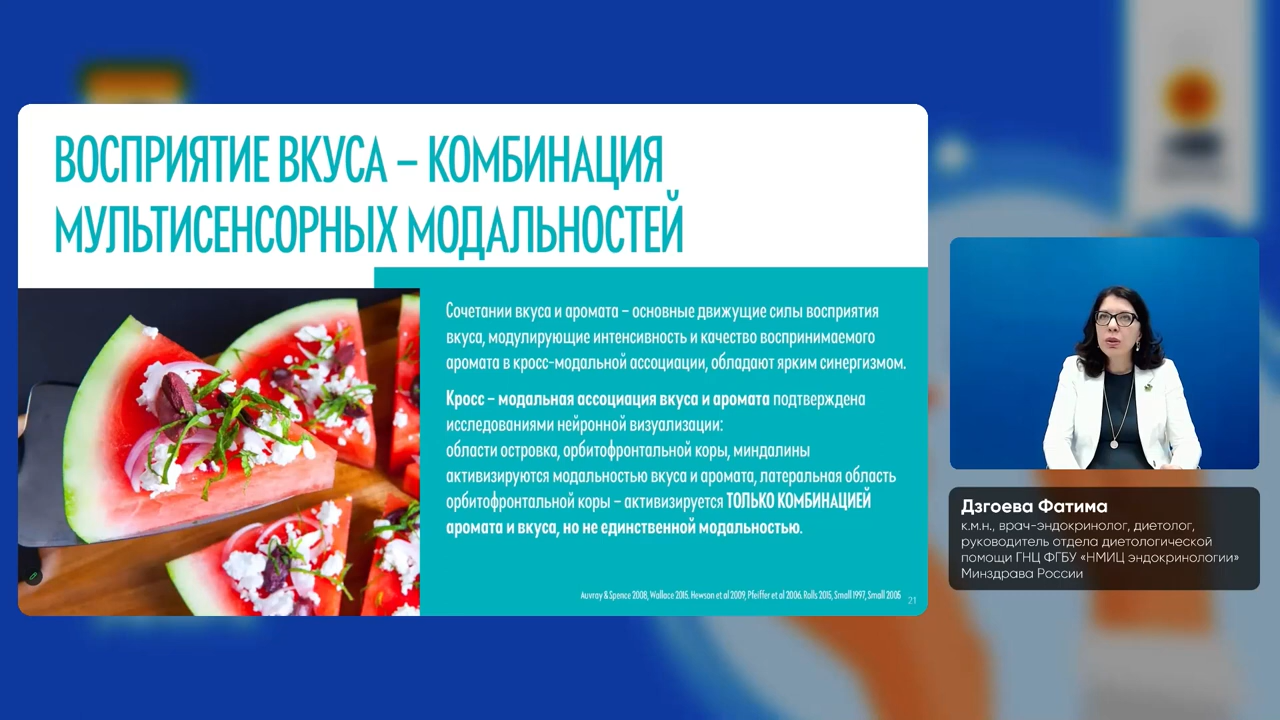 ВОСПРИЯТИЕ ВКУСА – КОМБИНАЦИЯ
МУЛЬТИСЕНСОРНЫХ МОДАЛЬНОСТЕЙ
Сочетании вкуса и аромата – основные движущие силы восприятия
вкуса, модулирующие интенсивность и качество воспринимаемого
аромата в кросс-модальной ассоциации, обладают ярким синергизмом.
Кросс – модальная ассоциация вкуса и аромата подтверждена
исследованиями нейронной визуализации:
области островка, орбитофронтальной коры, миндалины
активизируются модальностью вкуса и аромата, латеральная область
орбитофронтальной коры – активизируется ТОЛЬКО КОМБИНАЦИЕЙ
аромата и вкуса, но не единственной модальностью.
Auvray & Spence 2008, Wallace 2015. Hewson et al 2009, Pfeiffer et al 2006. Rolls 2015, Small 1997, Small 2005
21
Дзгоева Фатима
к.м.н., врач-эндокринолог, диетолог,
руководитель отдела диетологической
помощи ГНЦ ФГБУ «НМИЦ эндокринологии»
Минздрава России